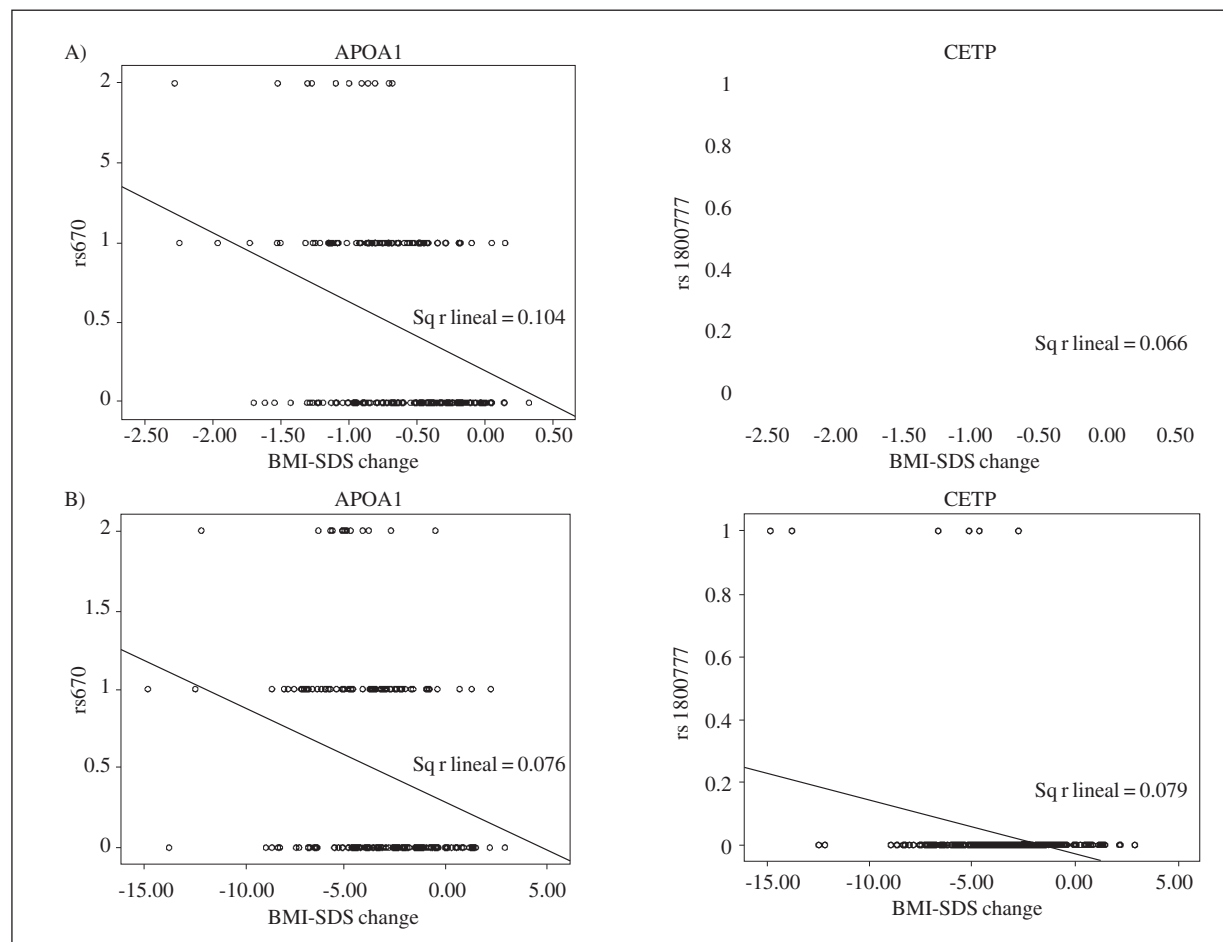 A)
APOA1
2
5
1
0.5
0
rs670
Sq r lineal = 0.104
-2.50 -2.00 -1.50 -1.00 -0.50 0.00 0.50
BMI-SDS change
CETP
1
0.8
0.6
0.4
0.2
0
rs 1800777
Sq r lineal = 0.066
-2.50 -2.00 -1.50 -1.00 -0.50 0.00 0.50
BMI-SDS change
B)
APOA1
2
1.5
1
0.5
0
rs670
Sq r lineal = 0.076
-15.00 -10.00 -5.00 0.00 5.00
BMI-SDS change
CETP
1
0.8
0.6
0.4
0.2
0
rs 1800777
Sq r lineal = 0.079
-15.00 -10.00 -5.00 0.00 5.00
BMI-SDS change